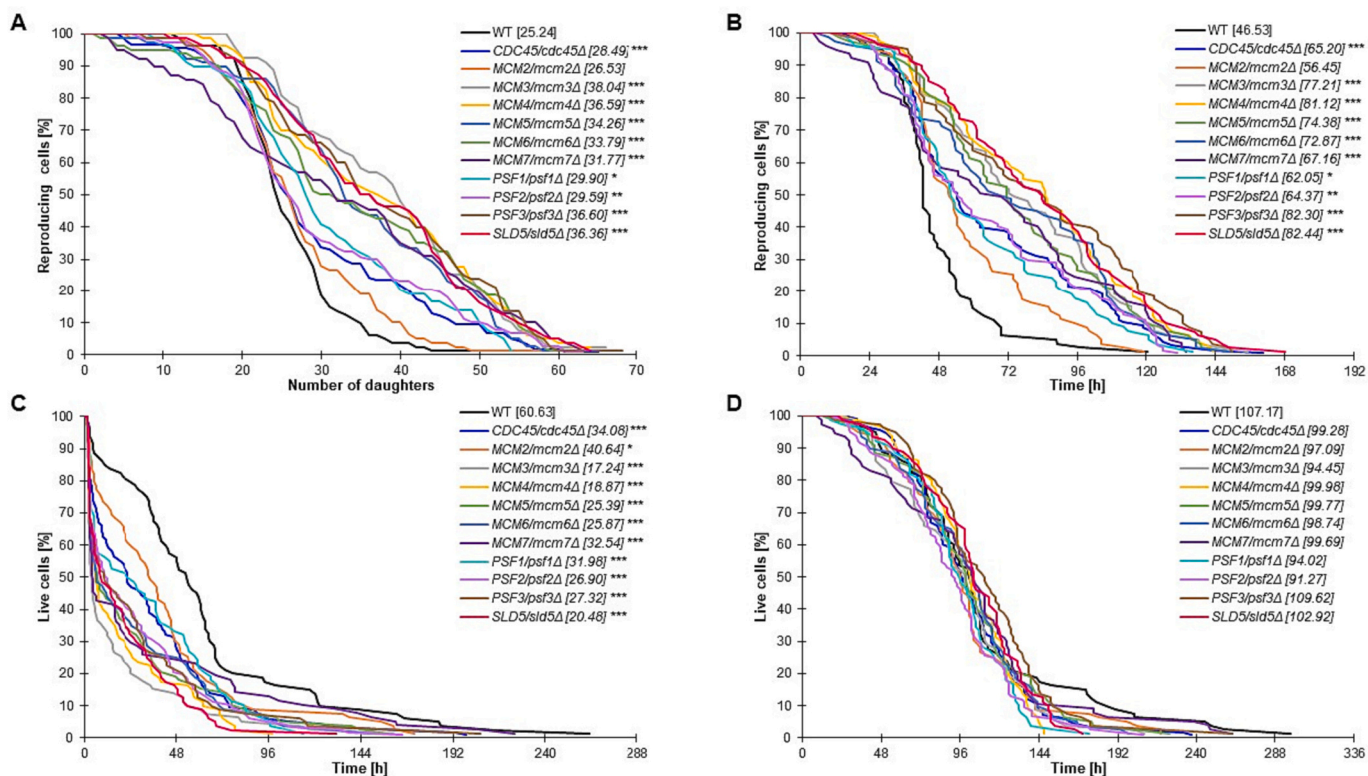 A
Reproducing cells [%]
100
90
80
70
60
50
40
30
20
10
0
0 10 20 30 40 50 60 70
Number of daughters
WT [25.24]
CDC45/cdc45Δ [28.49] ***
MCM2/mcm2Δ [26.53]
MCM3/mcm3Δ [38.04] ***
MCM4/mcm4Δ [36.59] ***
MCM5/mcm5Δ [34.26] ***
MCM6/mcm6Δ [33.79] ***
MCM7/mcm7Δ [31.77] ***
PSF1/psf1Δ [29.90] *
PSF2/psf2Δ [29.59] **
PSF3/psf3Δ [36.60] ***
SLD5/sld5Δ [36.36] ***
B
Reproducing cells [%]
100
90
80
70
60
50
40
30
20
10
0
0 24 48 72 96 120 144 168 192
Time [h]
WT [46.53]
CDC45/cdc45Δ [65.20] ***
MCM2/mcm2Δ [56.45]
MCM3/mcm3Δ [77.21] ***
MCM4/mcm4Δ [81.12] ***
MCM5/mcm5Δ [74.38] ***
MCM6/mcm6Δ [72.87] ***
MCM7/mcm7Δ [67.16] ***
PSF1/psf1Δ [62.05] *
PSF2/psf2Δ [64.37] **
PSF3/psf3Δ [82.30] ***
SLD5/sld5Δ [82.44] ***
C
Live cells [%]
100
90
80
70
60
50
40
30
20
10
0
0 48 96 144 192 240 288
Time [h]
WT [60.63]
CDC45/cdc45Δ [34.08] ***
MCM2/mcm2Δ [40.64] *
MCM3/mcm3Δ [17.24] ***
MCM4/mcm4Δ [18.87] ***
MCM5/mcm5Δ [25.39] ***
MCM6/mcm6Δ [25.87] ***
MCM7/mcm7Δ [32.54] ***
PSF1/psf1Δ [31.98] ***
PSF2/psf2Δ [26.90] ***
PSF3/psf3Δ [27.32] ***
SLD5/sld5Δ [20.48] ***
D
Live cells [%]
100
90
80
70
60
50
40
30
20
10
0
0 48 96 144 192 240 288 336
Time [h]
WT [107.17]
CDC45/cdc45Δ [99.28]
MCM2/mcm2Δ [97.09]
MCM3/mcm3Δ [94.45]
MCM4/mcm4Δ [99.98]
MCM5/mcm5Δ [99.77]
MCM6/mcm6Δ [98.74]
MCM7/mcm7Δ [99.69]
PSF1/psf1Δ [94.02]
PSF2/psf2Δ [91.27]
PSF3/psf3Δ [109.62]
SLD5/sld5Δ [102.92]